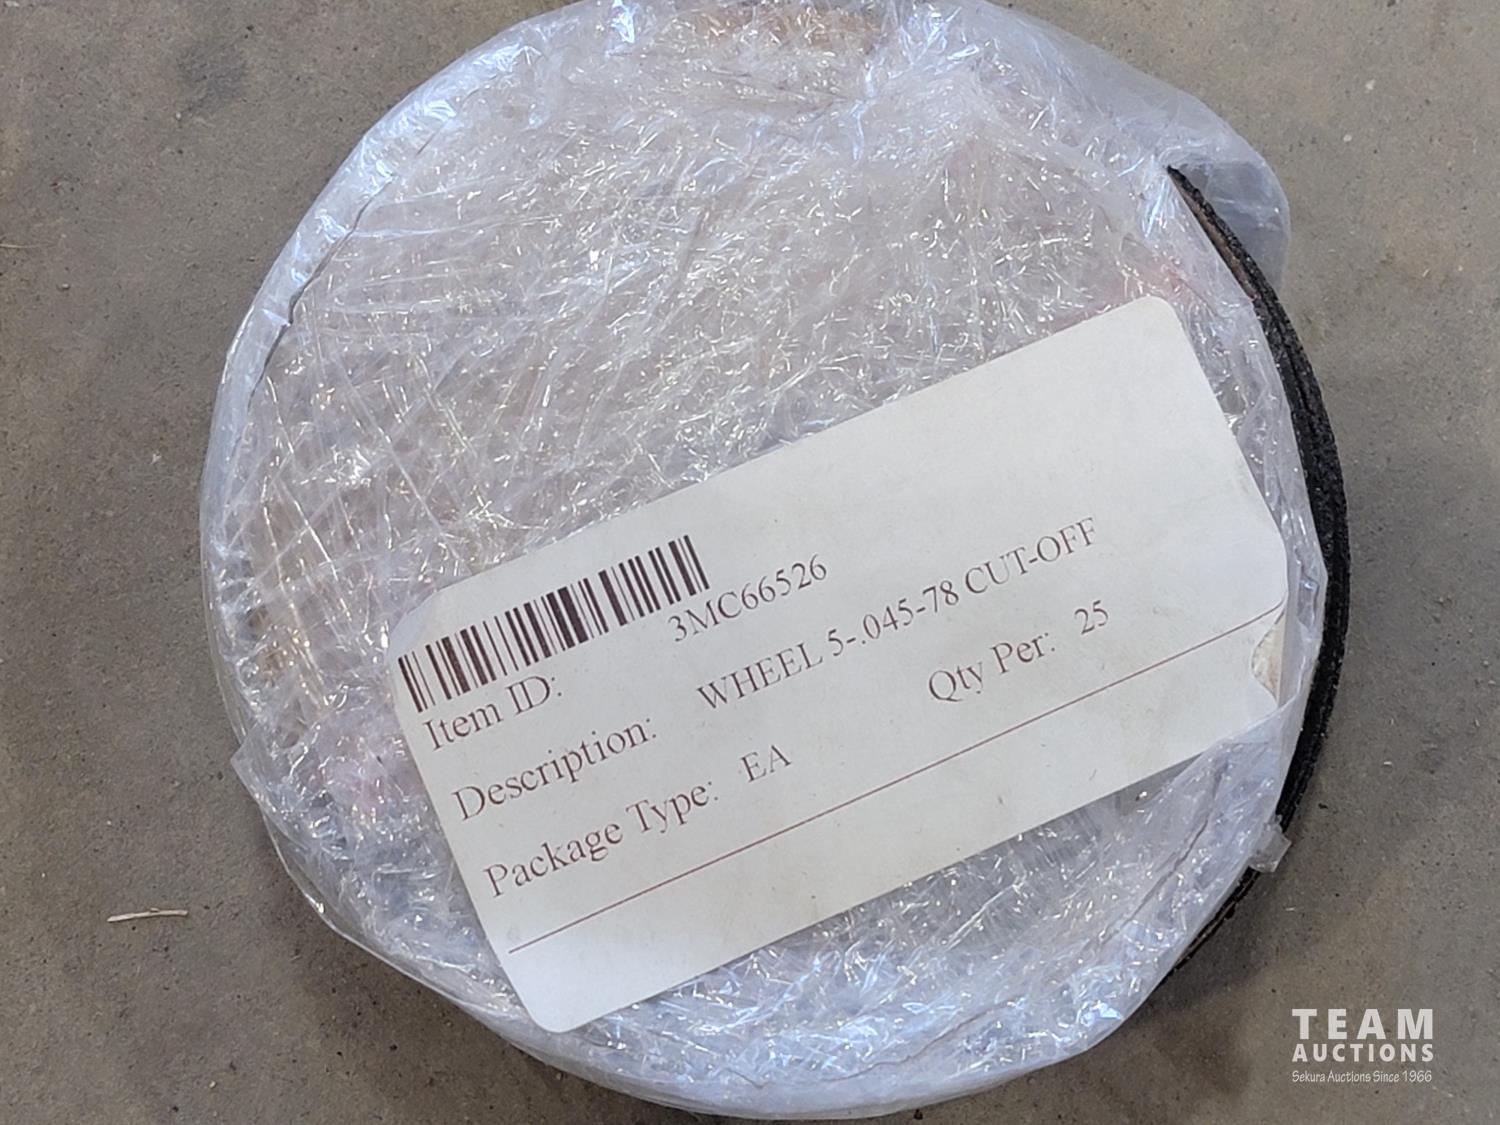 3MC66526
Item ID:
Description: WHEEL 5-.045-78 CUT-OFF
Package Type: EA Qty Per: 25
TEAM
AUCTIONS
Sekura Auctions Since 1966